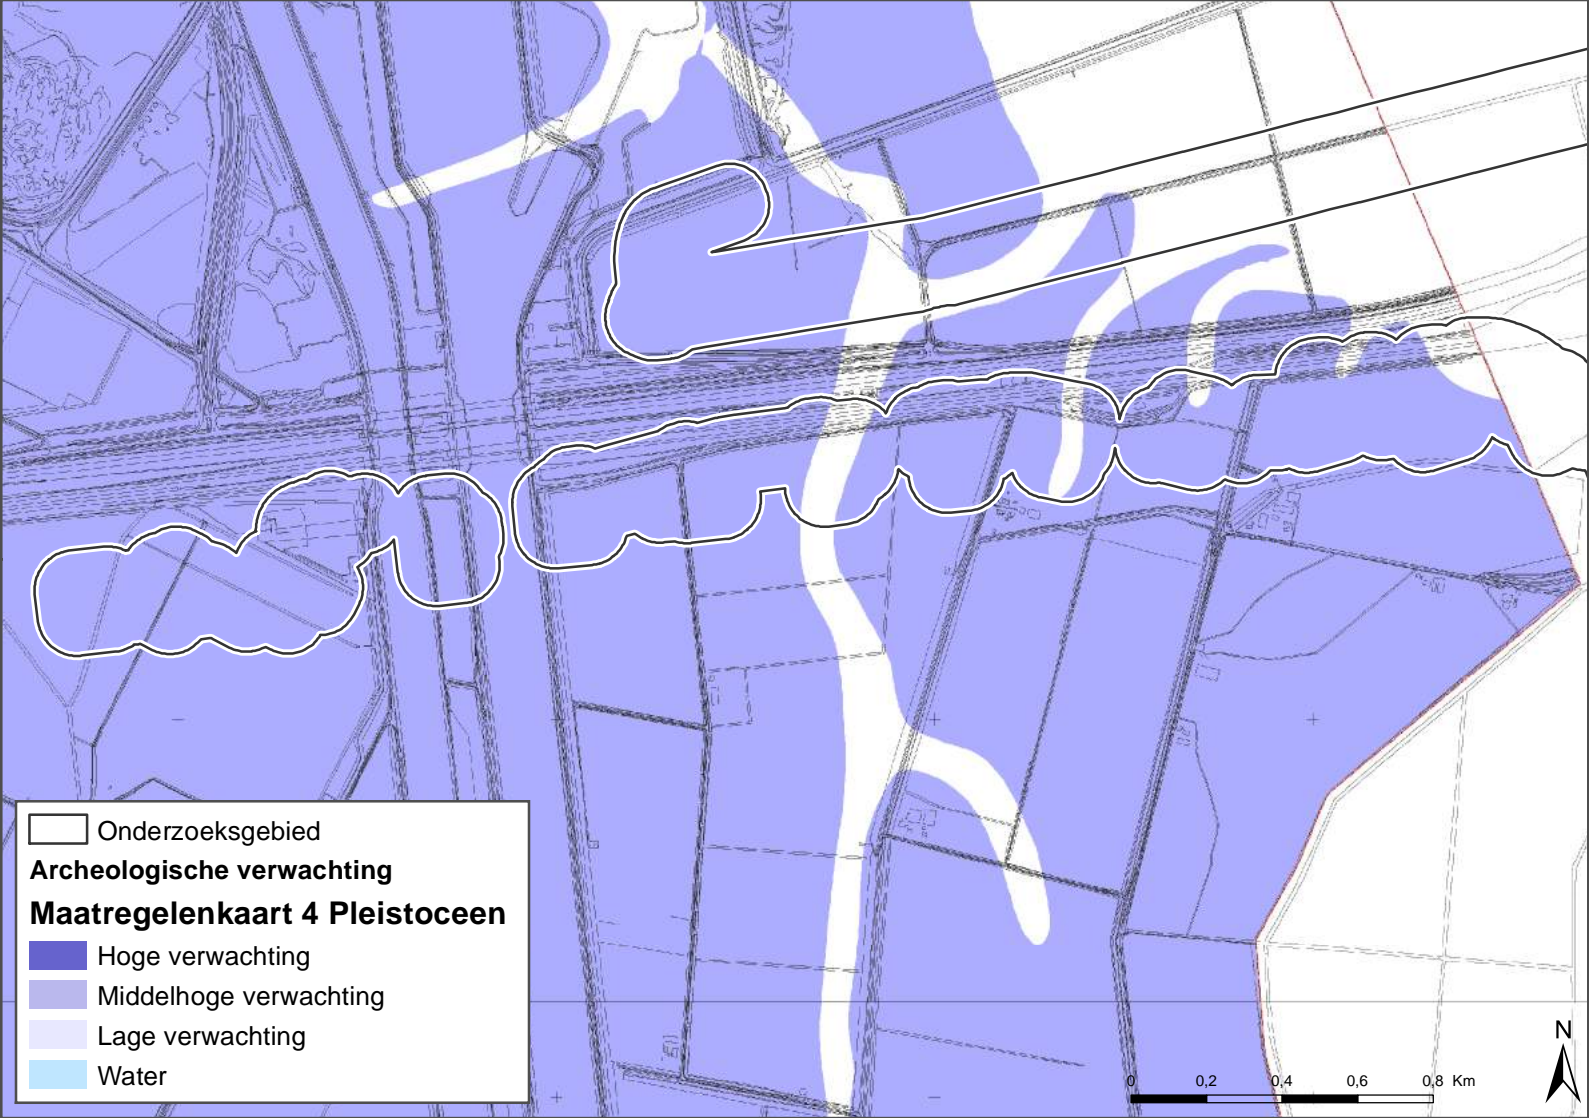 Onderzoeksgebied
Archeologische verwachting
Maatregelenkaart 4 Pleistoceen
Hoge verwachting
Middelhoge verwachting
Lage verwachting
Water
N
0 0,2 0,4 0,6 0,8 Km